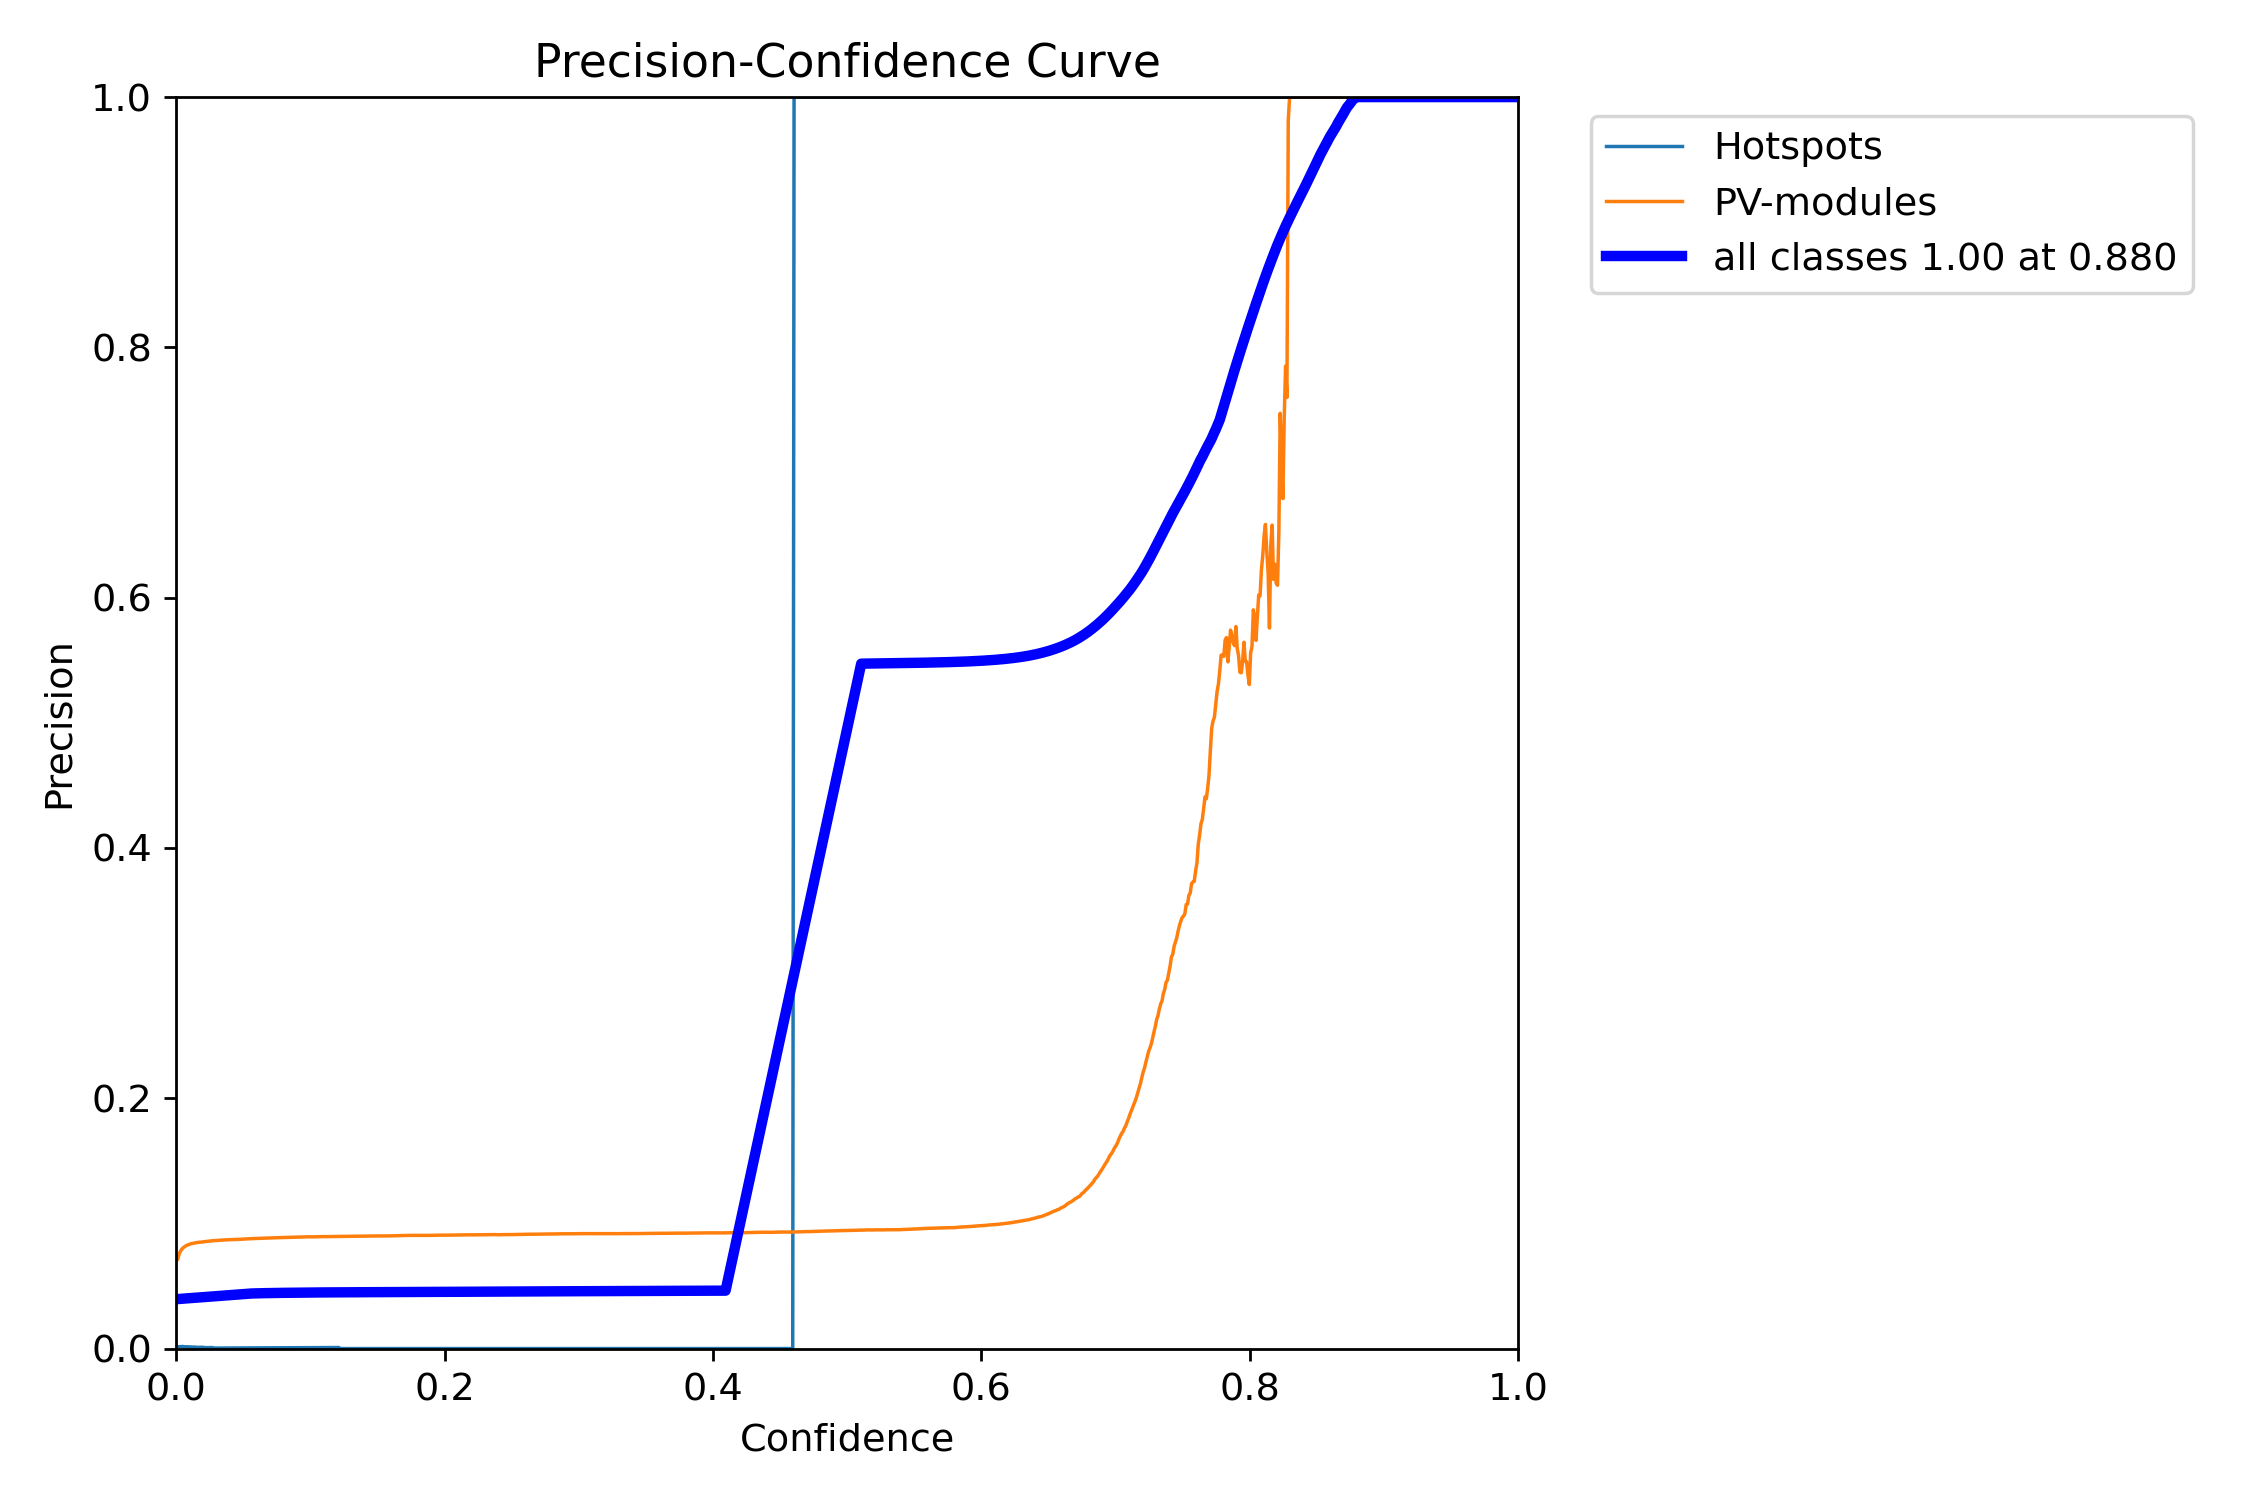 Precision-Confidence Curve
1.0
0.8
0.6
0.4
0.2
0.0
Precision
0.0 0.2 0.4 0.6 0.8 1.0
Confidence
Hotspots
PV-modules
all classes 1.00 at 0.880